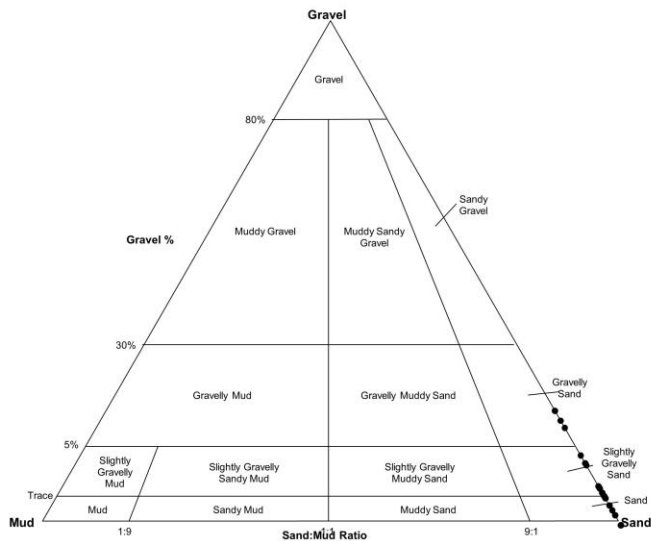 Gravel
Gravel
80%
Sandy
Gravel
Gravel %
Muddy Gravel
Muddy Sandy
Gravel
30%
Gravelly
Sand
Gravelly Mud
Gravelly Muddy Sand
5%
Slightly
Gravelly
Mud
Slightly Gravelly
Sandy Mud
Slightly Gravelly
Muddy Sand
Slightly
Gravelly
Sand
Trace
Mud
Sandy Mud
Muddy Sand
Sand
Mud
Sand
1:9
1:1
9:1
Sand:Mud Ratio